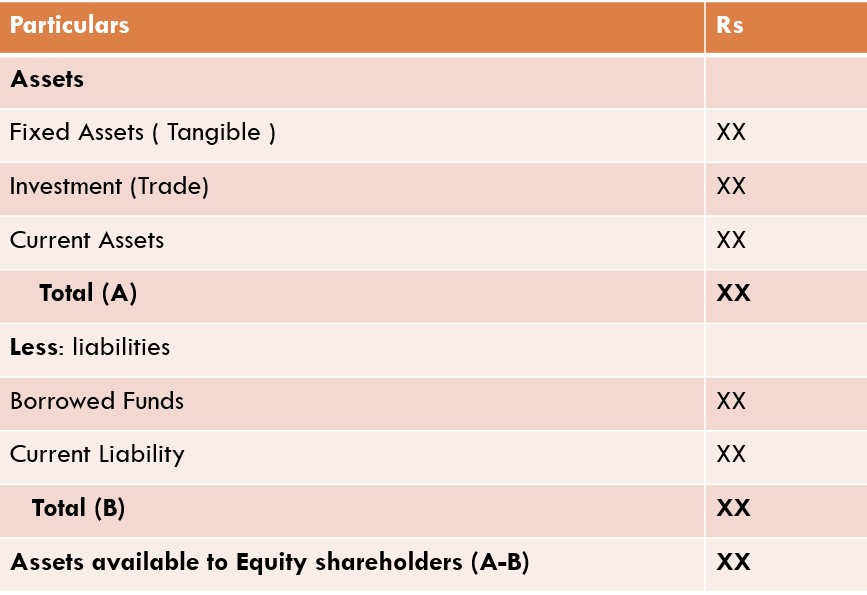 Particulars Rs
Assets
Fixed Assets ( Tangible ) XX
Investment (Trade) XX
Current Assets XX
Total (A) XX
Less: liabilities
Borrowed Funds XX
Current Liability XX
Total (B) XX
Assets available to Equity shareholders (A-B) XX